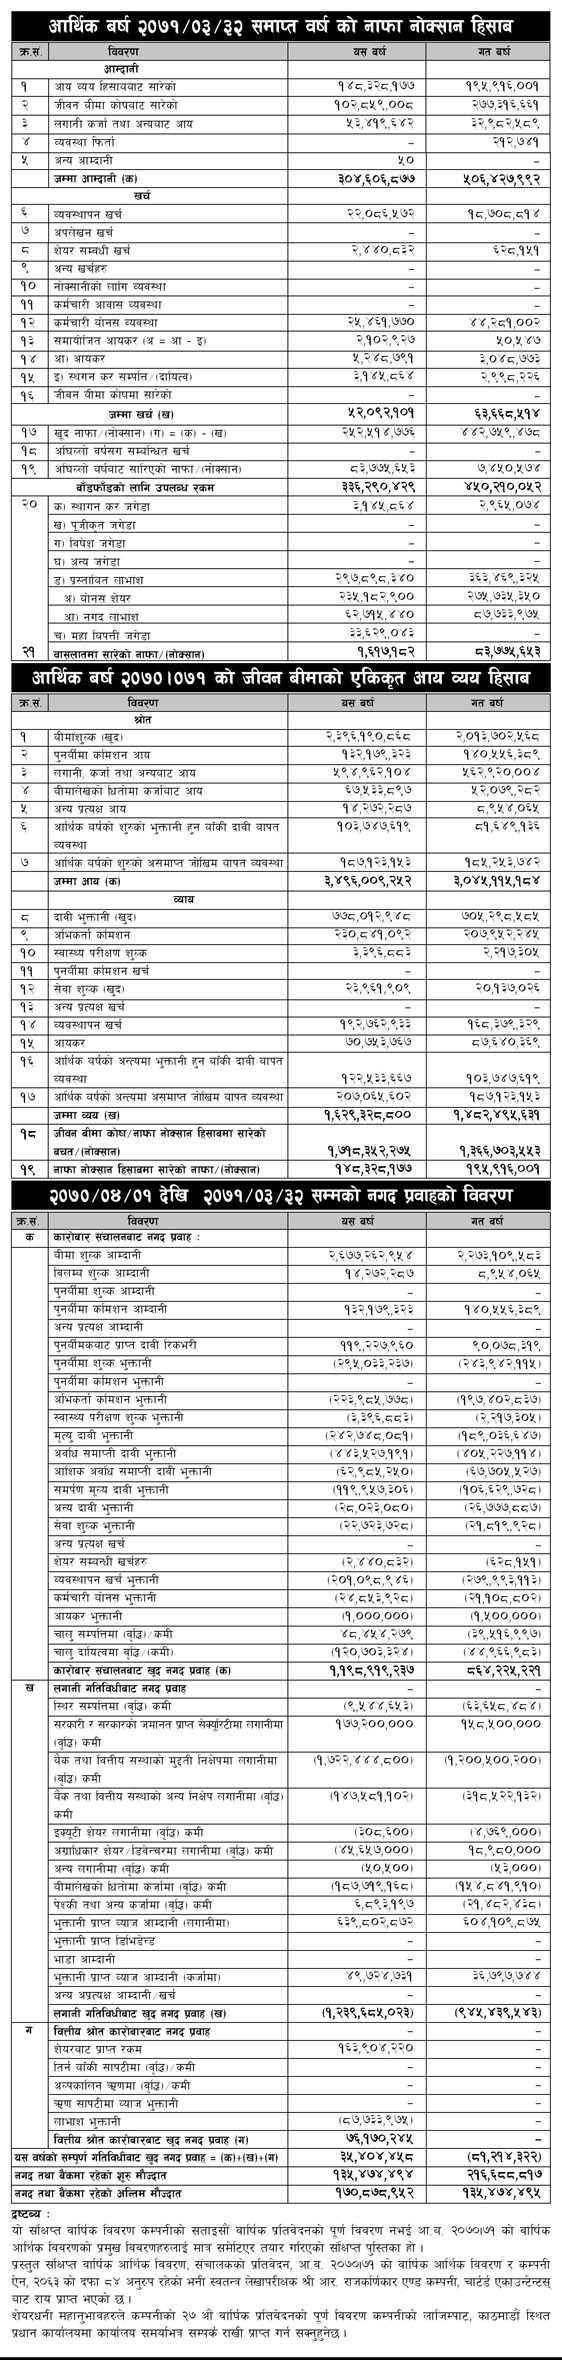 आर्थिक बर्ष २०७१/०३/३२ समाप्त वर्ष को नाफा नोक्सान हिसाब
क्र.सं. विवरण यस बर्ष गत बर्ष
आम्दानी
१ आय व्यय हिसाबबाट सारेको १४८,३२८,१७७ १९५,९१६,००१
२ जीवन बीमा कोषबाट सारेको १०२,८५९,००८ २७७,३१६,६६१
३ लगानी कर्जा तथा अन्यबाट आय ५३,४१९,६४२ ३२,९८२,५८९
४ व्यवस्था फिर्ता – २१२,७४१
५ अन्य आम्दानी ५० –
जम्मा आम्दानी (क) ३०४,६०६,८७७ ५०६,४२७,९९२
खर्च
६ व्यवस्थापन खर्च २२,०८६,५७२ १८,७०८,८१४
७ अपलेखन खर्च – –
८ शेयर सम्बधी खर्च २,४४०,८३२ ६२८,१५१
९ अन्य खर्चहरु – –
१० नोक्सानीको लागि व्यवस्था – –
११ कर्मचारी आवास व्यवस्था – –
१२ कर्मचारी बोनस व्यवस्था २५,४६१,७७० ४४,२८१,००२
१३ समायोजित आयकर (अ = आ - इ) २,१०२,९२७ ५०,५४७
१४ आ) आयकर ५,२४८,७९१ ३,०४८,७७३
१५ इ) स्थगन कर सम्पत्ति/(दायित्व) ३,१४५,८६४ २,९९८,२२६
१६ जीवन बीमा कोषमा सारेको – –
जम्मा खर्च (ख) ५२,०९२,१०१ ६३,६६८,५१४
१७ खूद नाफा/(नोक्सान) (ग) = (क) - (ख) २५२,५१४,७७६ ४४२,७५९,४७८
१८ अघिल्लो वर्षसंग सम्बन्धित खर्च – –
१९ अघिल्लो वर्षबाट सारिएको नाफा/(नोक्सान) ८३,७७५,६५३ ७,४५०,५७४
बाँडफाँडको लागि उपलब्ध रकम ३३६,२९०,४२९ ४५०,२१०,०५२
२० क) स्थागन कर जगेडा ३,१४५,८६४ २,९६५,०७४
ख) पूजीकृत जगेडा – –
ग) विषेश जगेडा – –
घ) अन्य जगेडा – –
ङ) प्रस्तावित लाभांश २९७,८९८,३४० ३६३,४६९,३२५
अ) बोनस शेयर २३५,१८२,९०० २७५,७३५,३५०
आ) नगद लाभांश ६२,७१५,४४० ८७,७३३,९७५
च) महा विपत्ती जगेडा ३३,६२९,०४३ –
२१ वासलातमा सारेको नाफा/(नोक्सान) १,६१७,१८२ ८३,७७५,६५३
आर्थिक बर्ष २०७०।०७१ को जीवन बीमाको एकिकृत आय व्यय हिसाब
क्र.सं. विवरण यस बर्ष गत बर्ष
श्रोत
१ बीमाशुल्क (खूद) २,३९६,१९०,८६८ २,०१३,७०२,५६८
२ पुनर्बीमा कमिशन आय १३२,१७९,३२३ १४०,५५६,३८९
३ लगानी, कर्जा तथा अन्यबाट आय ५९४,९६२,१०४ ५६२,९२०,००४
४ बीमालेखको धितोमा कर्जाबाट आय ६७,५३३,८९७ ५२,०७९,२८२
५ अन्य प्रत्यक्ष आय १४,२७२,२८७ ८,९५४,०६५
६ आर्थिक वर्षको शुरुको भुक्तानी हुन बाँकी दावी बापत १०३,७४७,६१९ ८१,६४९,१३६
व्यवस्था
७ आर्थिक वर्षको शुरुको असमाप्त जोखिम बापत व्यवस्था १८७,१२३,१५३ १८५,२५३,७४२
जम्मा आय (क) ३,४९६,००९,२५२ ३,०४५,११५,१८४
व्याय
८ दावी भुक्तानी (खुद) ७७८,०१२,९४८ ७०५,२९८,५८५
९ अभिकर्ता कमिशन २३०,८४१,०९२ २०७,९५२,२४५
१० स्वास्थ्य परीक्षण शुल्क ३,३९६,८८३ २,२१७,३०५
११ पुनर्बीमा कमिशन खर्च – –
१२ सेवा शुल्क (खूद) २३,९६१,९०९ २०,१३७,०२६
१३ अन्य प्रत्यक्ष खर्च – –
१४ व्यवस्थापन खर्च १९२,७६२,९३३ १६८,३७९,३२९
१५ आयकर ७०,७५३,७६७ ८७,६४०,३६९
१६ आर्थिक वर्षको अन्त्यमा भुक्तानी हुन बाँकी दावी बापत
व्यवस्था १२२,५३३,६६७ १०३,७४७,६१९
१७ आर्थिक वर्षको अन्त्यमा असमाप्त जोखिम बापत व्यवस्था २०७,०६५,६०२ १८७,१२३,१५३
जम्मा व्यय (ख) १,६२९,३२८,८०० १,४८२,४९५,६३१
१८ जीवन बीमा कोष/नाफा नोक्सान हिसाबमा सारेको
बचत/(नोक्सान) १,७१८,३५२,२७५ १,३६६,७०३,५५३
१९ नाफा नोक्सान हिसाबमा सारेको नाफा/(नोक्सान) १४८,३२८,१७७ १९५,९१६,००१
२०७०/०४/०१ देखि २०७१/०३/३२ सम्मको नगद प्रवाहको विवरण
क्र.सं. विवरण यस बर्ष गत बर्ष
क कारोबार संचालनबाट नगद प्रवाह :
बीमा शुल्क आम्दानी २,६७७,२६२,९५४ २,२७३,१०९,५८३
विलम्ब शुल्क आम्दानी १४,२७२,२८७ ८,९५४,०६५
पुनर्बीमा शुल्क आम्दानी – –
पुनर्बीमा कमिशन आम्दानी १३२,१७९,३२३ १४०,५५६,३८९
अन्य प्रत्यक्ष आम्दानी – –
पुनर्बीमकबाट प्राप्त दावी रिकभरी ११९,२२७,९६० ९०,०७८,३१९
पुनर्बीमा शुल्क भुक्तानी (२९५,०३३,२३७) (२४३,९४२,११५)
पुनर्बीमा कमिशन भुक्तानी – –
अभिकर्ता कमिशन भुक्तानी (२२३,९८५,७७८) (१९७,४०२,८३७)
स्वास्थ्य परीक्षण शुल्क भुक्तानी (३,३९६,८८३) (२,२१७,३०५)
मृत्यु दावी भुक्तानी (२४२,७४८,०८१) (१८९,०३६,६४७)
अवधि समाप्ती दावी भुक्तानी (४४३,५२७,१९१) (४०५,२२७,११४)
आंशिक अवधि समाप्ती दावी भुक्तानी (६२,९८५,२५०) (६७,७०५,५२७)
समर्पण मूल्य दावी भुक्तानी (११९,९५७,३०६) (१०६,६२९,७२८)
अन्य दावी भुक्तानी (२८,०२३,०८०) (२६,७७७,८८७)
सेवा शुल्क भुक्तानी (२२,७२३,७२८) (२१,८१९,९२८)
अन्य प्रत्यक्ष खर्च – –
शेयर सम्बन्धी खर्चहरु (२,४४०,८३२) (६२८,१५१)
व्यवस्थापन खर्च भुक्तानी (२०१,०९८,९४६) (२७९,९९३,११३)
कर्मचारी बोनस भुक्तानी (२४,८५३,९२८) (२१,१०८,८०२)
आयकर भुक्तानी (१,०००,०००) (१,५००,०००)
चालु सम्पत्तिमा (वृद्धि)/कमी ४८,४५४,२७९ (३९,५१६,९९७)
चालु दायित्वमा वृद्धि/(कमी) (१२०,७०३,३२४) (४४,९६६,९८३)
कारोबार संचालनबाट खुद नगद प्रवाह (क) १,१९८,९१९,२३७ ८६४,२२५,२२१
ख लगानी गतिविधीबाट नगद प्रवाह – –
स्थिर सम्पत्तिमा (वृद्धि) कमी (९,५४४,६५३) (६३,६५८,४८४)
सरकारी र सरकारको जमानत प्राप्त सेक्यूरिटीमा लगानीमा १७७,२००,००० १५८,५००,०००
(वृद्धि) कमी
बैंक तथा वित्तीय संस्थाको मुद्दती निक्षेपमा लगानीमा (१,७२२,४४४,८००) (१,२००,५००,२००)
(वृद्धि) कमी
बैंक तथा वित्तीय संस्थाको अन्य निक्षेप लगानीमा (वृद्धि) (१४७,५८१,१०२) (३१८,५२२,१३२)
कमी
इक्यूटी शेयर लगानीमा (वृद्धि) कमी (३०८,६००) (४,७६९,०००)
अग्राधिकार शेयर/डिवेन्चरमा लगानीमा (वृद्धि) कमी (४५,६५७,०००) १८,९८०,०००
अन्य लगानीमा (वृद्धि) कमी (५०,५००) (५३,०००)
बीमालेखको धितोमा कर्जामा (वृद्धि) कमी (१८७,७१९,१६८) (१५४,८४१,९१०)
पेश्की तथा अन्य कर्जामा (वृद्धि) कमी ६,८९३,१९७ (२१,४८२,४३८)
भुक्तानी प्राप्त व्याज आम्दानी (लगानीमा) ६३९,८०२,८७२ ६०४,१०९,८७५
भुक्तानी प्राप्त डिभिडेन्ड – –
भाडा आम्दानी – –
भुक्तानी प्राप्त व्याज आम्दानी (कर्जामा) ४९,७२४,७३१ ३६,७९७,७४४
अन्य अप्रत्यक्ष आम्दानी/खर्च – –
लगानी गतिविधीबाट खूद नगद प्रवाह (ख) (१,२३९,६८५,०२३) (९४५,४३९,५४३)
ग वित्तीय श्रोत कारोबारबाट नगद प्रवाह – –
शेयरबाट प्राप्त रकम १६३,९०४,२२० –
तिर्न बाँकी सापटीमा (वृद्धि)/कमी – –
अल्पकालिन ऋणमा (वृद्धि)/कमी – –
ऋण सापटीमा व्याज भुक्तानी – –
लाभांश भुक्तानी (८७,७३३,९७५) –
वित्तीय श्रोत कारोबारबाट खूद नगद प्रवाह (ग) ७६,१७०,२४५ –
यस वर्षको सम्पूर्ण गतिविधीबाट खूद नगद प्रवाह = (क)+(ख)+(ग) ३५,४०४,४५८ (८१,२१४,३२२)
नगद तथा बैंकमा रहेको शुरु मौज्दात १३५,४७४,४९४ २१६,६८८,८१७
नगद तथा बैंकमा रहेको अन्तिम मौज्दात १७०,८७८,९५२ १३५,४७४,४९५
द्रष्टब्य :
यो संक्षिप्त वार्षिक विवरण कम्पनीको सताइसौं वार्षिक प्रतिवेदनको पूर्ण विवरण नभई आ.व. २०७०।७१ को वार्षिक
आर्थिक विवरणको प्रमुख विवरणहरुलाई मात्र समेटिएर तयार गरिएको संक्षिप्त पुस्तिका हो ।
प्रस्तुत संक्षिप्त वार्षिक आर्थिक विवरण, संचालकको प्रतिवेदन, आ.व. २०७०।७१ को वार्षिक आर्थिक विवरण र कम्पनी
ऐन, २०६३ को दफा ८४ अनुरुप रहेको भनी स्वतन्त्र लेखापरीक्षक श्री आर. राजकर्णिकार एण्ड कम्पनी, चार्टर्ड एकाउन्टेन्टस्
बाट राय प्राप्त भएको छ ।
शेयरधनी महानुभावहरुले कम्पनीको २७ औं वार्षिक प्रतिवेदनको पूर्ण विवरण कम्पनीको लाजिम्पाट, काठमाडौं स्थित
प्रधान कार्यालयमा कार्यालय समयभित्र सम्पर्क राखी प्राप्त गर्न सक्नुहुनेछ ।